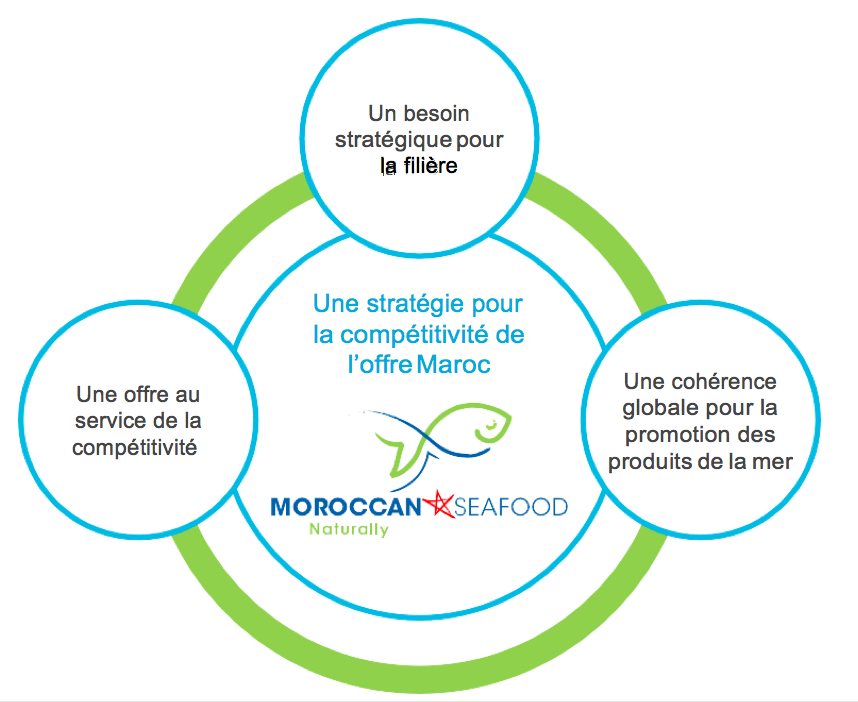 Un besoin
stratégique pour
la filière
Une stratégie pour
la compétitivité de
l’offre Maroc
Une offre au
service de la
compétitivité
Une cohérence
globale pour la
promotion des
produits de la mer
MOROCCAN SEAFOOD
Naturally